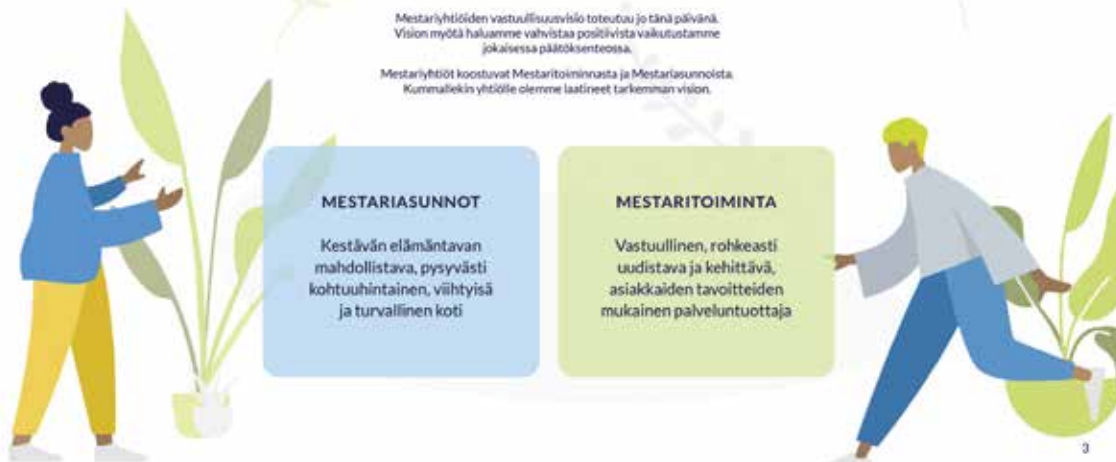 Mestariyhtiöiden vastuullisuusvisio toteutuu jo tänä päivänä.
Vision myötä haluamme vahvistaa positiivista vaikutustamme
jokaisessa päätöksenteossa.
Mestariyhtiöt koostuvat Mestaritoiminnasta ja Mestariasunnoista.
Kummallekin yhtiölle olemme laatineet tarkemman vision.
MESTARIASUNNOT
Kestävän elämäntavan
mahdollistava, pysyvästi
kohtuuhintainen, viihtyisä
ja turvallinen koti
MESTARITOIMINTA
Vastuullinen, rohkeasti
uudistava ja kehittävä,
asiakkaiden tavoitteiden
mukainen palveluntuottaja
3